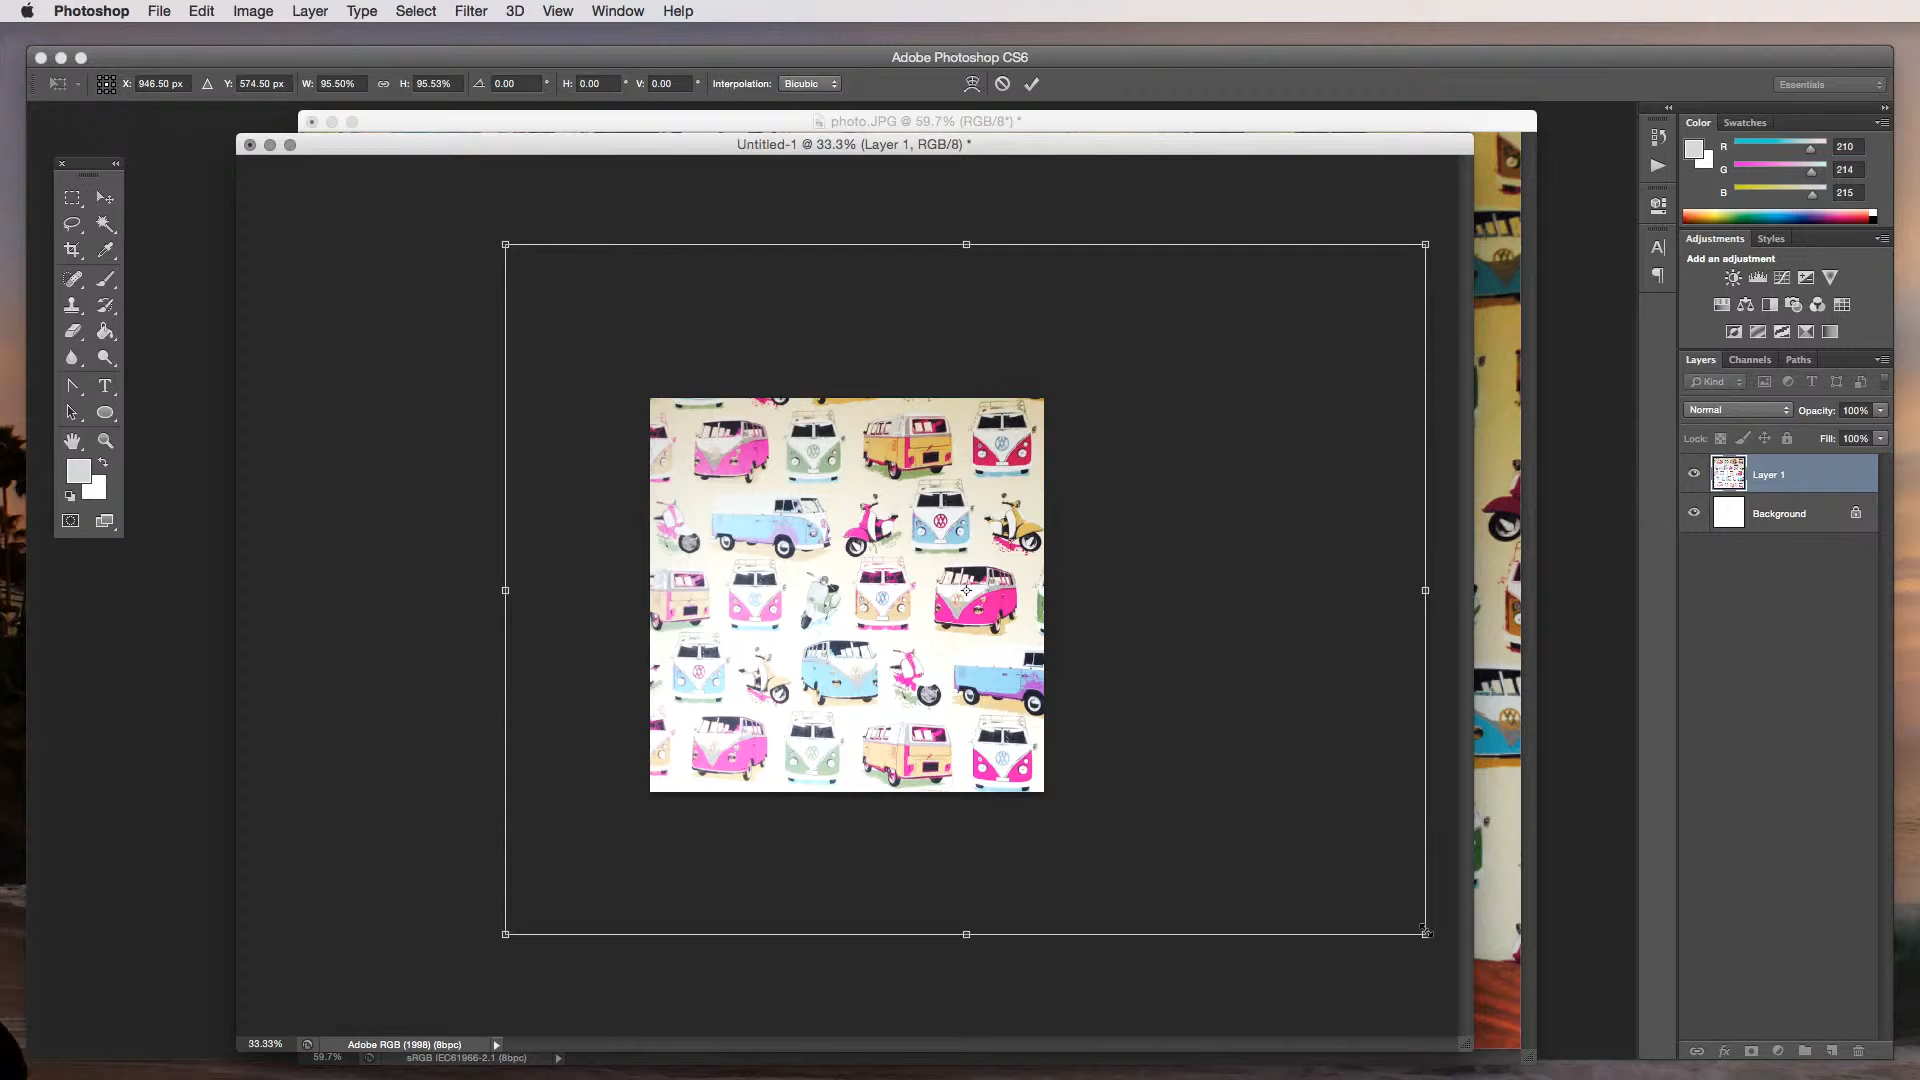 Photoshop File Edit Image Layer Type Select Filter 3D View Window Help
Adobe Photoshop CS6
X: 946.50 px Y: 574.50 px W: 95.50% H: 95.53% 0.00 ° H: 0.00 ° V: 0.00 ° Interpolation: Bicubic Essentials
photo.JPG @ 59.7% (RGB/8*) *
Untitled-1 @ 33.3% (Layer 1, RGB/8) *
Color Swatches
R 210
G 214
B 215
Adjustments Styles
Add an adjustment
Layers Channels Paths
Kind
Normal Opacity: 100%
Lock: Fill: 100%
Layer 1
Background
33.33% Adobe RGB (1998) (8bpc)
59.7% sRGB IEC61966-2.1 (8bpc)